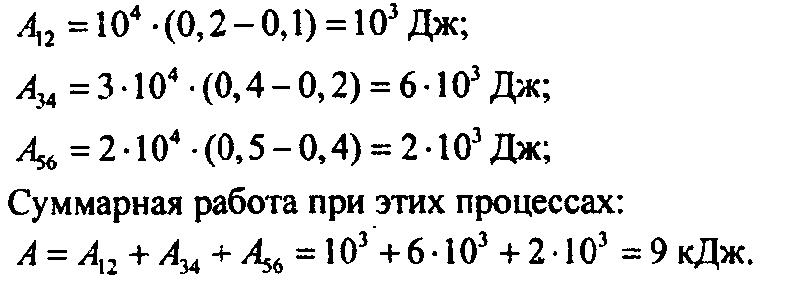 A₁₂ = 10⁴ · (0,2 − 0,1) = 10³ Дж;
A₃₄ = 3 · 10⁴ · (0,4 − 0,2) = 6 · 10³ Дж;
A₅₆ = 2 · 10⁴ · (0,5 − 0,4) = 2 · 10³ Дж;
Суммарная работа при этих процессах:
A = A₁₂ + A₃₄ + A₅₆ = 10³ + 6 · 10³ + 2 · 10³ = 9 кДж.